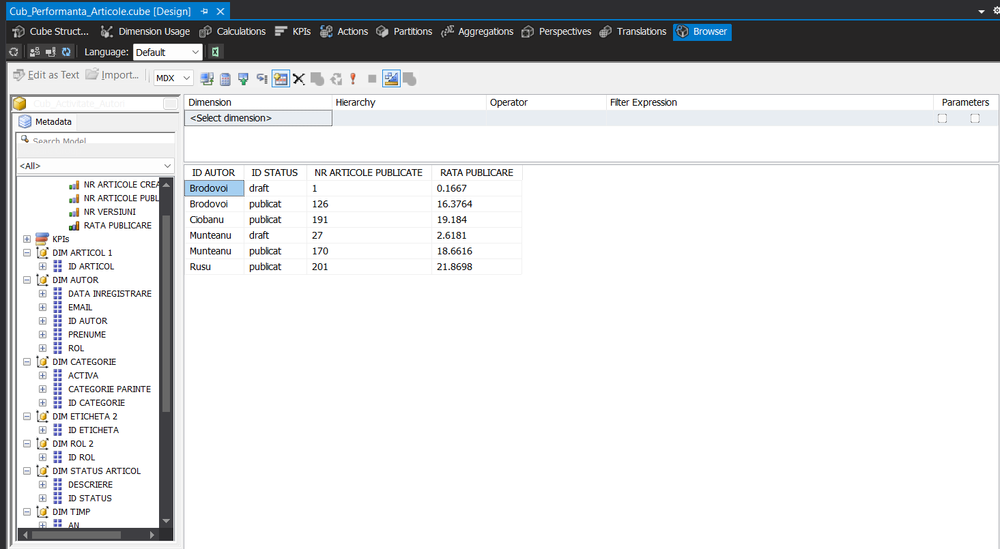 Cub_Performanta_Articole.cube [Design]
Cube Struct... Dimension Usage Calculations KPIs Actions Partitions Aggregations Perspectives Translations Browser
Language: Default
Edit as Text Import... MDX
Cub_Activitate_Autori
Metadata
Search Model
<All>
NR ARTICOLE CREA
NR ARTICOLE PUBL
NR VERSIUNI
RATA PUBLICARE
KPIs
DIM ARTICOL 1
ID ARTICOL
DIM AUTOR
DATA INREGISTRARE
EMAIL
ID AUTOR
PRENUME
ROL
DIM CATEGORIE
ACTIVA
CATEGORIE PARINTE
ID CATEGORIE
DIM ETICHETA 2
ID ETICHETA
DIM ROL 2
ID ROL
DIM STATUS ARTICOL
DESCRIERE
ID STATUS
DIM TIMP
AN
Dimension Hierarchy Operator Filter Expression Parameters
<Select dimension>
ID AUTOR ID STATUS NR ARTICOLE PUBLICATE RATA PUBLICARE
Brodovoi draft 1 0.1667
Brodovoi publicat 126 16.3764
Ciobanu publicat 191 19.184
Munteanu draft 27 2.6181
Munteanu publicat 170 18.6616
Rusu publicat 201 21.8698